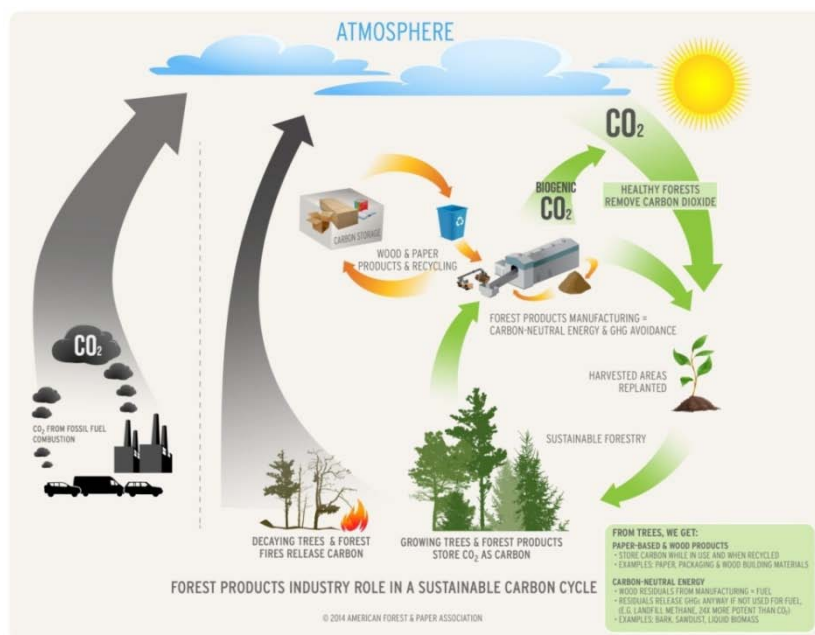 ATMOSPHERE
CO₂
BIOGENIC
CO₂
HEALTHY FORESTS
REMOVE CARBON DIOXIDE
CARBON STORAGE
WOOD & PAPER
PRODUCTS & RECYCLING
FOREST PRODUCTS MANUFACTURING =
CARBON-NEUTRAL ENERGY & GHG AVOIDANCE
CO₂
HARVESTED AREAS
REPLANTED
CO₂ FROM FOSSIL FUEL
COMBUSTION
SUSTAINABLE FORESTRY
DECAYING TREES & FOREST
FIRES RELEASE CARBON
GROWING TREES & FOREST PRODUCTS
STORE CO₂ AS CARBON
FROM TREES, WE GET:
PAPER-BASED & WOOD PRODUCTS
• STORE CARBON WHILE IN USE AND WHEN RECYCLED
• EXAMPLES: PAPER, PACKAGING & WOOD BUILDING MATERIALS
CARBON-NEUTRAL ENERGY
• WOOD RESIDUALS FROM MANUFACTURING = FUEL
• RESIDUALS RELEASE GHGs ANYWAY IF NOT USED FOR FUEL,
(E.G. LANDFILL METHANE, 24X MORE POTENT THAN CO₂)
• EXAMPLES: BARK, SAWDUST, LIQUID BIOMASS
FOREST PRODUCTS INDUSTRY ROLE IN A SUSTAINABLE CARBON CYCLE
© 2014 AMERICAN FOREST & PAPER ASSOCIATION